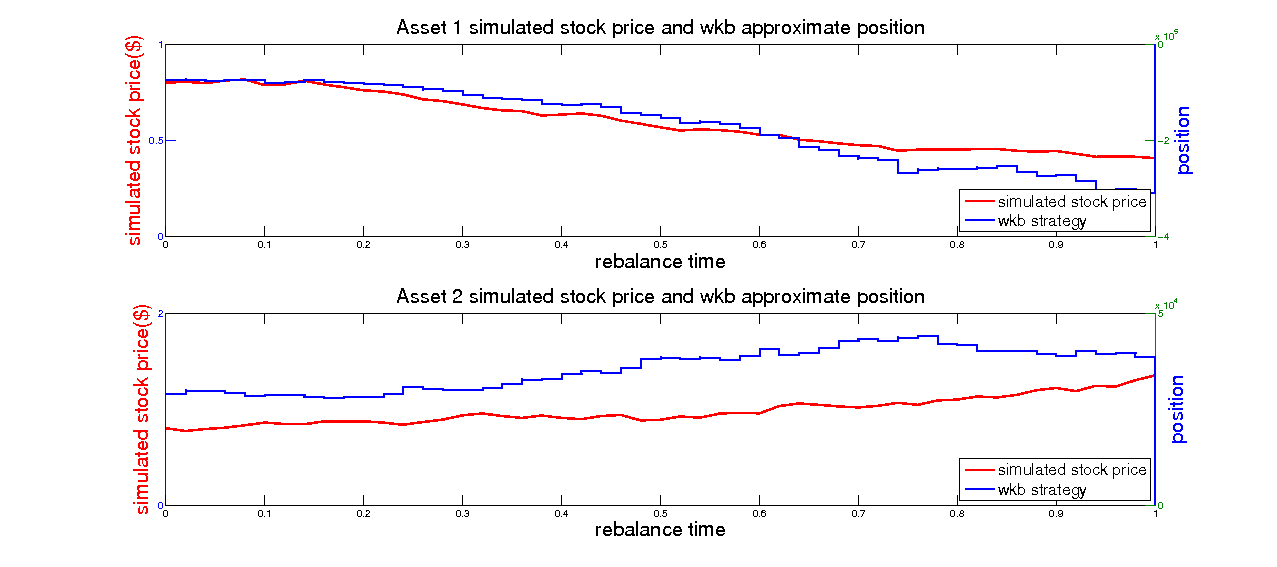 Asset 1 simulated stock price and wkb approximate position
x 10^5
simulated stock price($)
1
0.5
0
0
-2
-4
position
simulated stock price
wkb strategy
0 0.1 0.2 0.3 0.4 0.5 0.6 0.7 0.8 0.9 1
rebalance time
Asset 2 simulated stock price and wkb approximate position
x 10^4
simulated stock price($)
2
0
5
0
position
simulated stock price
wkb strategy
0 0.1 0.2 0.3 0.4 0.5 0.6 0.7 0.8 0.9 1
rebalance time